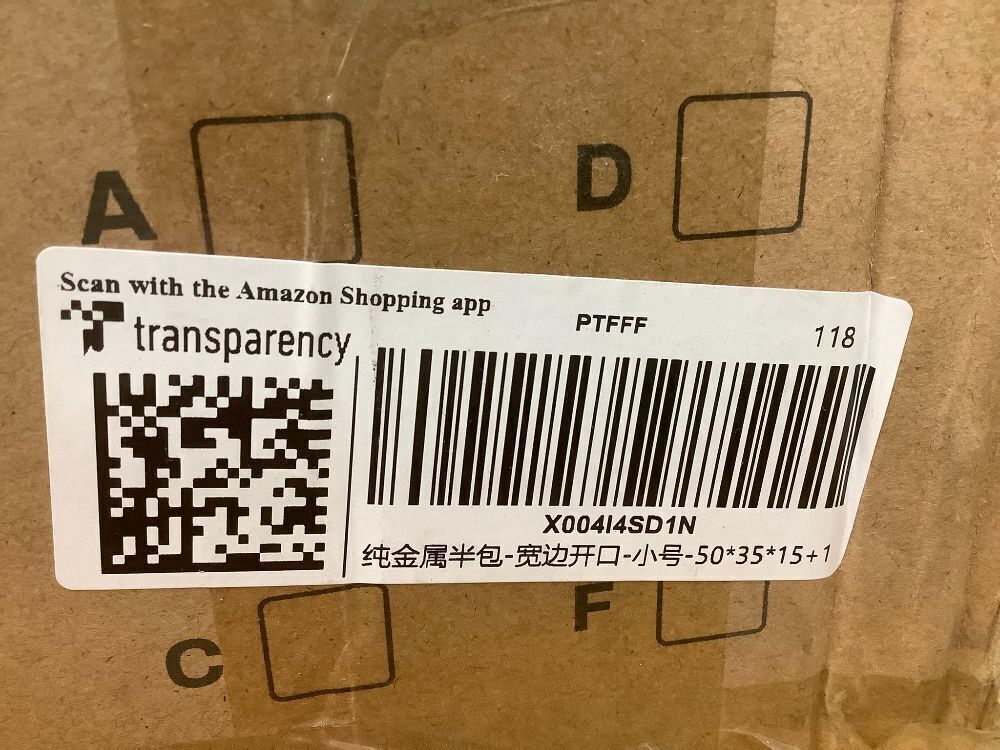 A
D
Scan with the Amazon Shopping app
transparency
PTFFF
118
X004I4SD1N
纯金属半包-宽边开口-小号-50*35*15+1
C
F